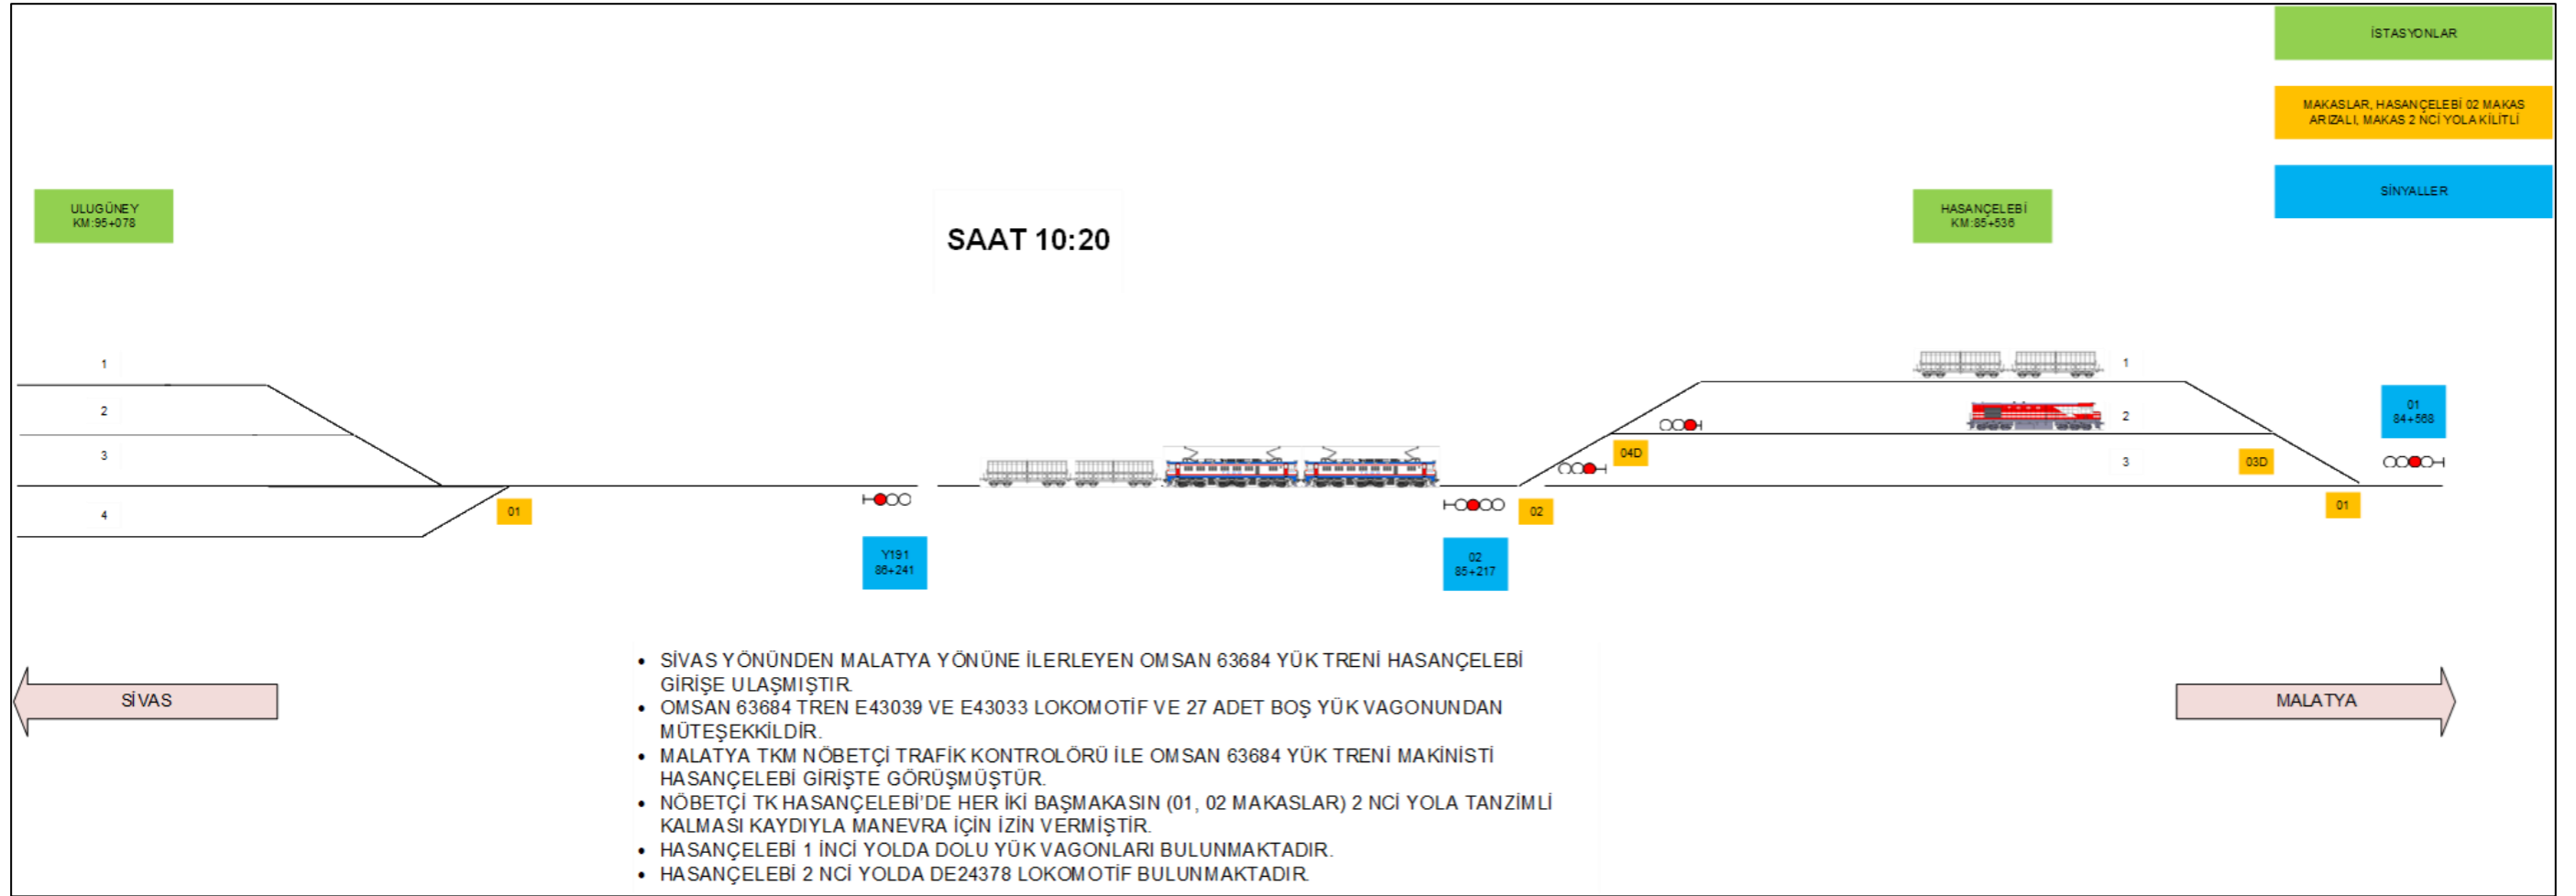 İSTASYONLAR
MAKASLAR, HASANÇELEBİ 02 MAKAS
ARIZALI, MAKAS 2 NCİ YOLA KİLİTLİ
SİNYALLER
ULUGÜNEY
KM:95+078
SAAT 10:20
HASANÇELEBİ
KM:85+536
1
2
3
4
01
Y191
86+241
02
85+217
02
04D
1
2
3
03D
01
01
84+568
SİVAS
MALATYA
• SİVAS YÖNÜNDEN MALATYA YÖNÜNE İLERLEYEN OMSAN 63684 YÜK TRENİ HASANÇELEBİ
GİRİŞE ULAŞMIŞTIR.
• OMSAN 63684 TREN E43039 VE E43033 LOKOMOTİF VE 27 ADET BOŞ YÜK VAGONUNDAN
MÜTEŞEKKİLDİR.
• MALATYA TKM NÖBETÇİ TRAFİK KONTROLÖRÜ İLE OMSAN 63684 YÜK TRENİ MAKİNİSTİ
HASANÇELEBİ GİRİŞTE GÖRÜŞMÜŞTÜR.
• NÖBETÇİ TK HASANÇELEBİ'DE HER İKİ BAŞMAKASIN (01, 02 MAKASLAR) 2 NCİ YOLA TANZİMLİ
KALMASI KAYDIYLA MANEVRA İÇİN İZİN VERMİŞTİR.
• HASANÇELEBİ 1 İNCİ YOLDA DOLU YÜK VAGONLARI BULUNMAKTADIR.
• HASANÇELEBİ 2 NCİ YOLDA DE24378 LOKOMOTİF BULUNMAKTADIR.